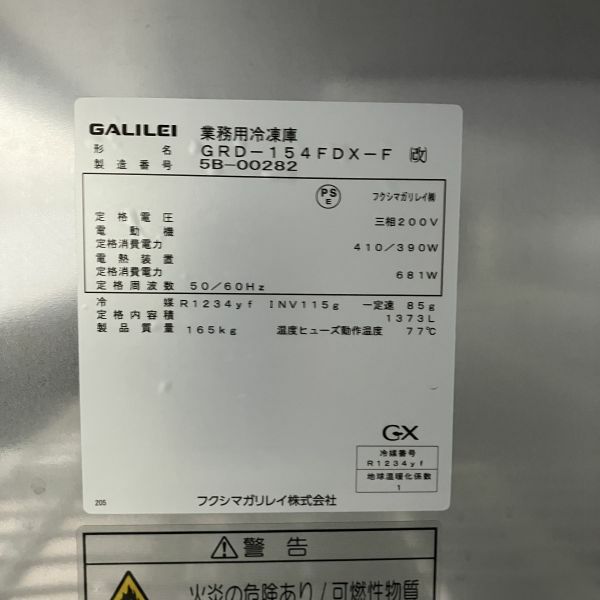 GALILEI 業務用冷凍庫
形名 GRD-154FDX-F 改
製造番号 5B-00282
PS E フクシマガリレイ㈱
定格電圧 三相200V
電動機
定格消費電力 410/390W
電熱装置
定格消費電力 681W
定格周波数 50/60Hz
冷媒 R1234yf INV115g 一定速 85g
定格内容積 1373L
製品質量 165kg 温度ヒューズ動作温度 77℃
GX
冷媒番号
R1234yf
地球温暖化係数
1
205 フクシマガリレイ株式会社
警告
火炎の危険あり/可燃性物質